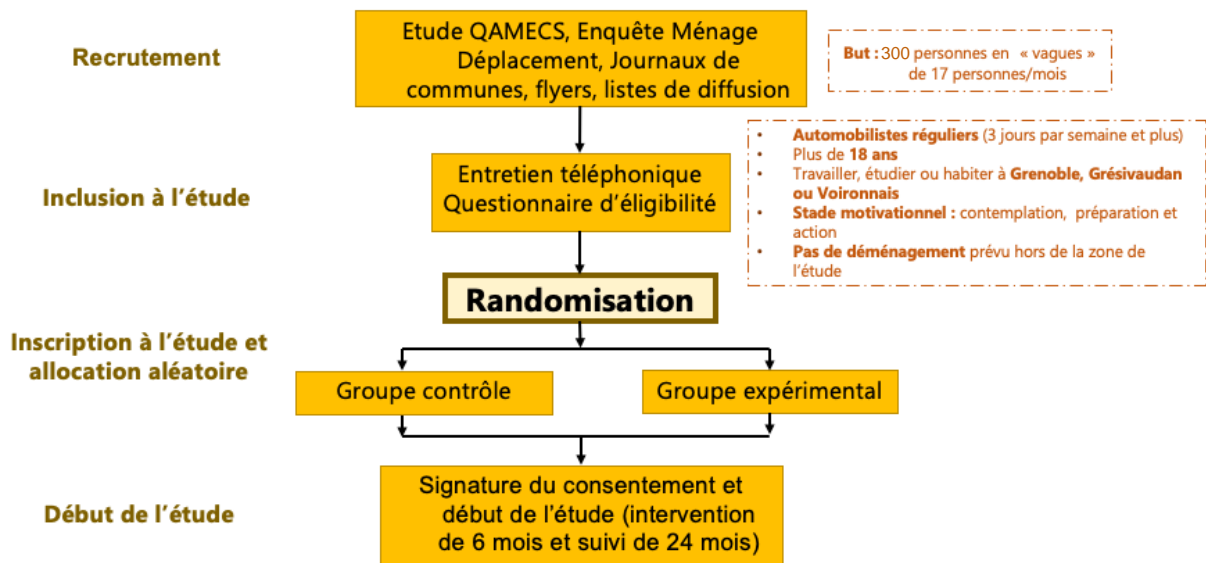 Recrutement
Etude QAMECS, Enquête Ménage
Déplacement, Journaux de
communes, flyers, listes de diffusion
But : 300 personnes en « vagues »
de 17 personnes/mois
Inclusion à l’étude
Entretien téléphonique
Questionnaire d’éligibilité
• Automobilistes réguliers (3 jours par semaine et plus)
• Plus de 18 ans
• Travailler, étudier ou habiter à Grenoble, Grésivaudan
ou Voironnais
• Stade motivationnel : contemplation, préparation et
action
• Pas de déménagement prévu hors de la zone de
l’étude
Randomisation
Inscription à l’étude et
allocation aléatoire
Groupe contrôle
Groupe expérimental
Début de l’étude
Signature du consentement et
début de l’étude (intervention
de 6 mois et suivi de 24 mois)